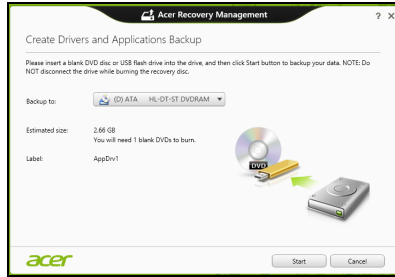 Acer Recovery Management
? X
Create Drivers and Applications Backup
Please insert a blank DVD disc or USB flash drive into the drive, and then click Start button to backup your data. NOTE: Do
NOT disconnect the drive while burning the recovery disc.
Backup to: (D) ATA HL-DT-ST DVDRAM
Estimated size: 2.66 GB
You will need 1 blank DVDs to burn.
Label: AppDrv1
DVD
acer
Start Cancel